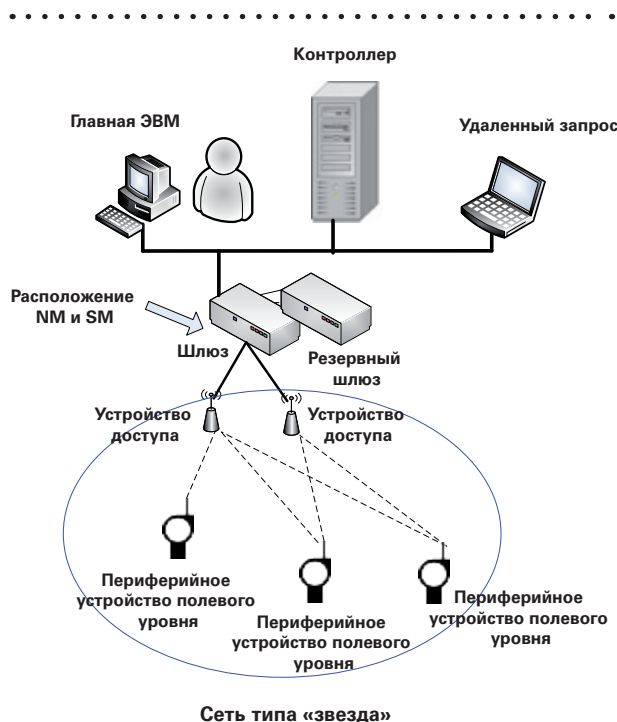 Контроллер
Главная ЭВМ
Удаленный запрос
Расположение
NM и SM
Шлюз
Резервный
шлюз
Устройство
доступа
Устройство
доступа
Периферийное
устройство полевого
уровня
Периферийное
устройство полевого
уровня
Периферийное
устройство полевого
уровня
Сеть типа «звезда»